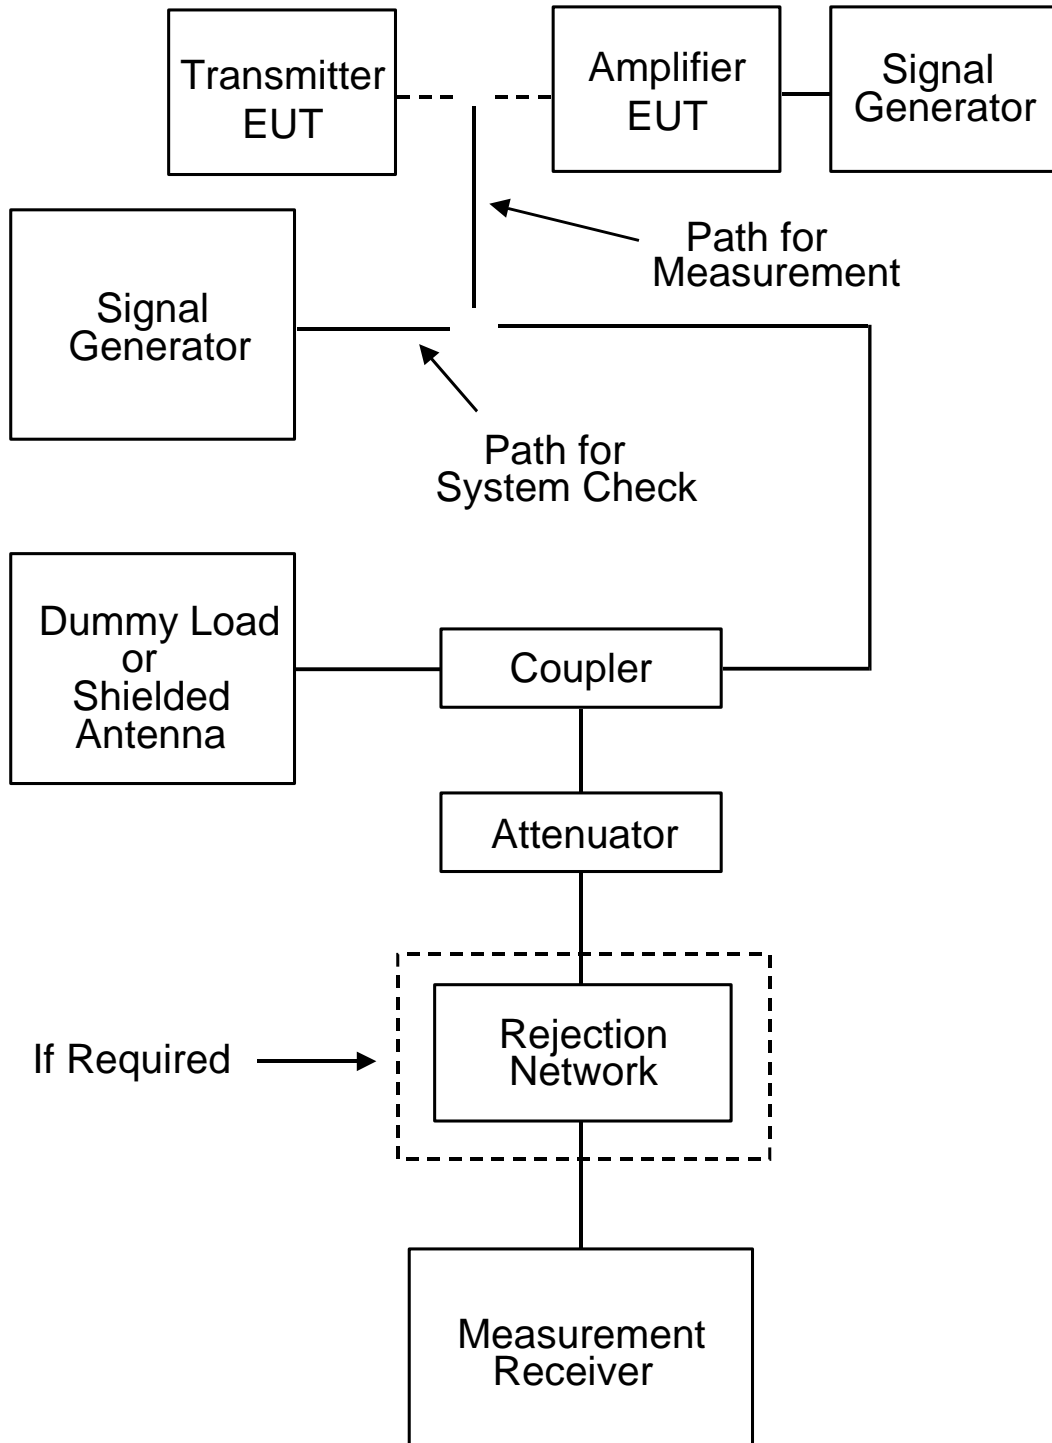 Transmitter
EUT
Amplifier
EUT
Signal
Generator
Path for
Measurement
Signal
Generator
Path for
System Check
Dummy Load
or
Shielded
Antenna
Coupler
Attenuator
If Required
Rejection
Network
Measurement
Receiver